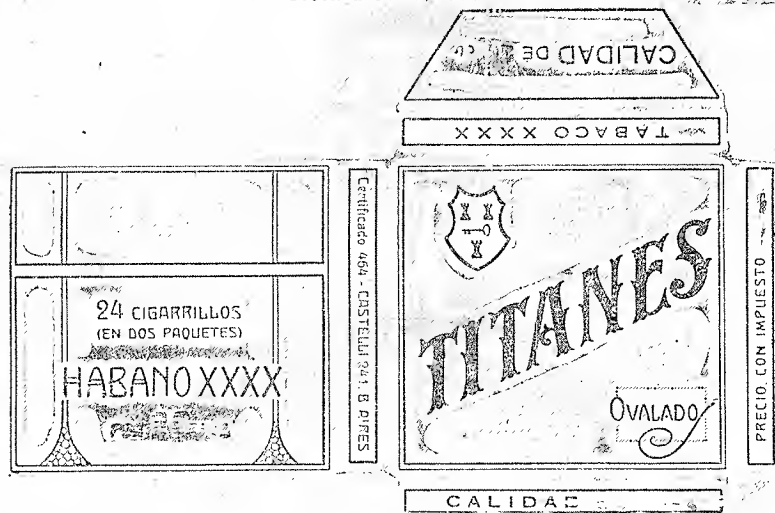 CALIDAD DE
TABACO XXXX
24 CIGARRILLOS
(EN DOS PAQUETES)
HABANO XXXX
Certificado 464 - CASTELLI 241. B. AIRES
TITANES
OVALADO
PRECIO CON IMPUESTO
CALIDAD